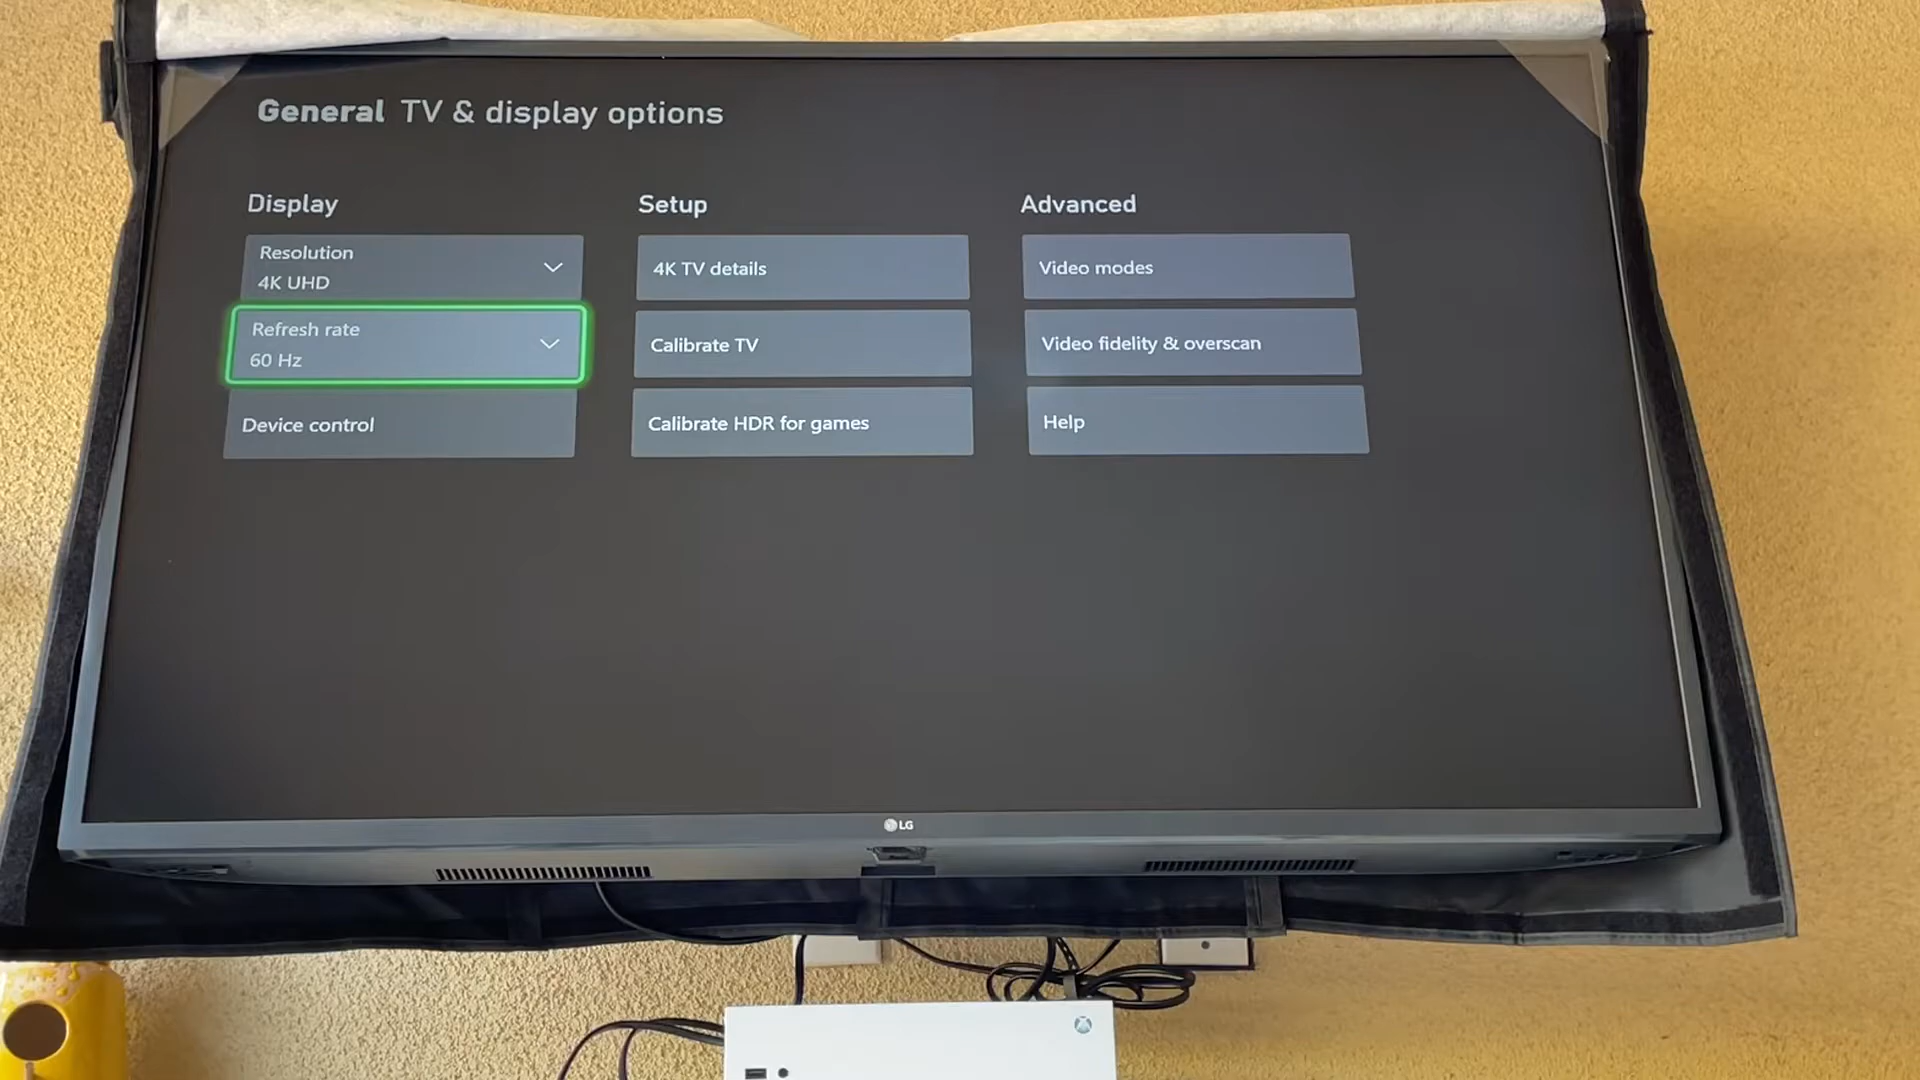 General TV & display options
Display
Resolution
4K UHD
Refresh rate
60 Hz
Device control
Setup
4K TV details
Calibrate TV
Calibrate HDR for games
Advanced
Video modes
Video fidelity & overscan
Help
LG